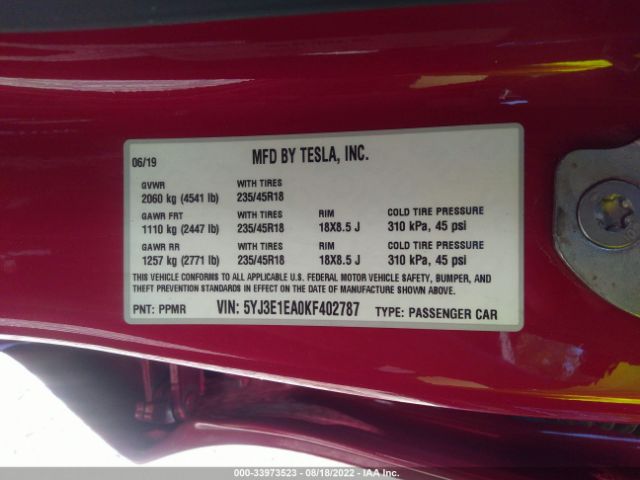 06/19 MFD BY TESLA, INC.
GVWR WITH TIRES
2060 kg (4541 lb) 235/45R18
GAWR FRT WITH TIRES RIM COLD TIRE PRESSURE
1110 kg (2447 lb) 235/45R18 18X8.5 J 310 kPa, 45 psi
GAWR RR WITH TIRES RIM COLD TIRE PRESSURE
1257 kg (2771 lb) 235/45R18 18X8.5 J 310 kPa, 45 psi
THIS VEHICLE CONFORMS TO ALL APPLICABLE U.S. FEDERAL MOTOR VEHICLE SAFETY, BUMPER, AND
THEFT PREVENTION STANDARDS IN EFFECT ON THE DATE OF MANUFACTURE SHOWN ABOVE.
PNT: PPMR VIN: 5YJ3E1EA0KF402787 TYPE: PASSENGER CAR
000-33973523 - 08/18/2022 - IAA Inc.